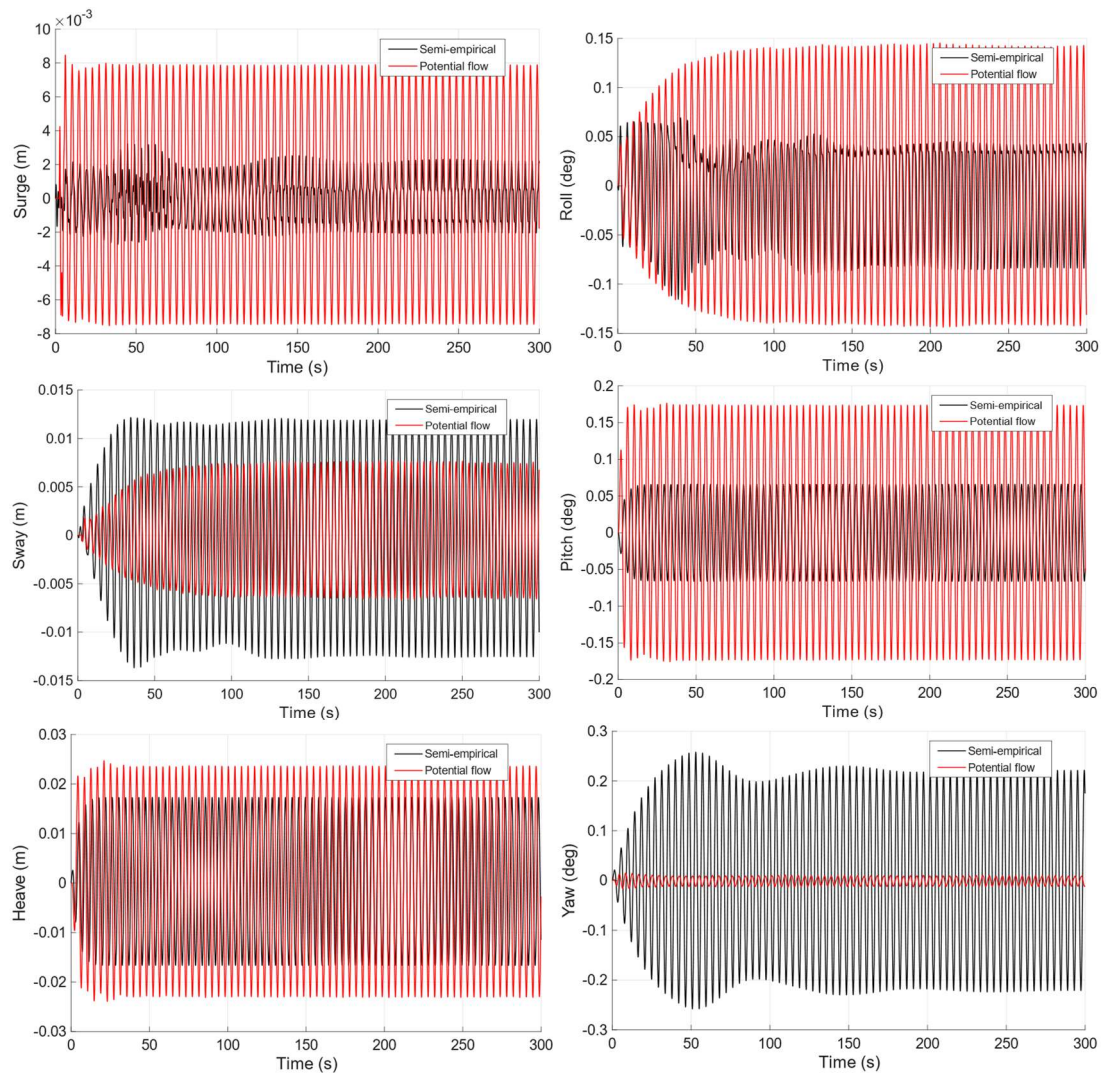 ×10⁻³
10
8
6
4
2
0
-2
-4
-6
-8
Surge (m)
Semi-empirical
Potential flow
0 50 100 150 200 250 300
Time (s)
0.15
0.1
0.05
0
-0.05
-0.1
-0.15
Roll (deg)
Semi-empirical
Potential flow
0 50 100 150 200 250 300
Time (s)
0.015
0.01
0.005
0
-0.005
-0.01
-0.015
Sway (m)
Semi-empirical
Potential flow
0 50 100 150 200 250 300
Time (s)
0.2
0.15
0.1
0.05
0
-0.05
-0.1
-0.15
-0.2
Pitch (deg)
Semi-empirical
Potential flow
0 50 100 150 200 250 300
Time (s)
0.03
0.02
0.01
0
-0.01
-0.02
-0.03
Heave (m)
Semi-empirical
Potential flow
0 50 100 150 200 250 300
Time (s)
0.3
0.2
0.1
0
-0.1
-0.2
-0.3
Yaw (deg)
Semi-empirical
Potential flow
0 50 100 150 200 250 300
Time (s)